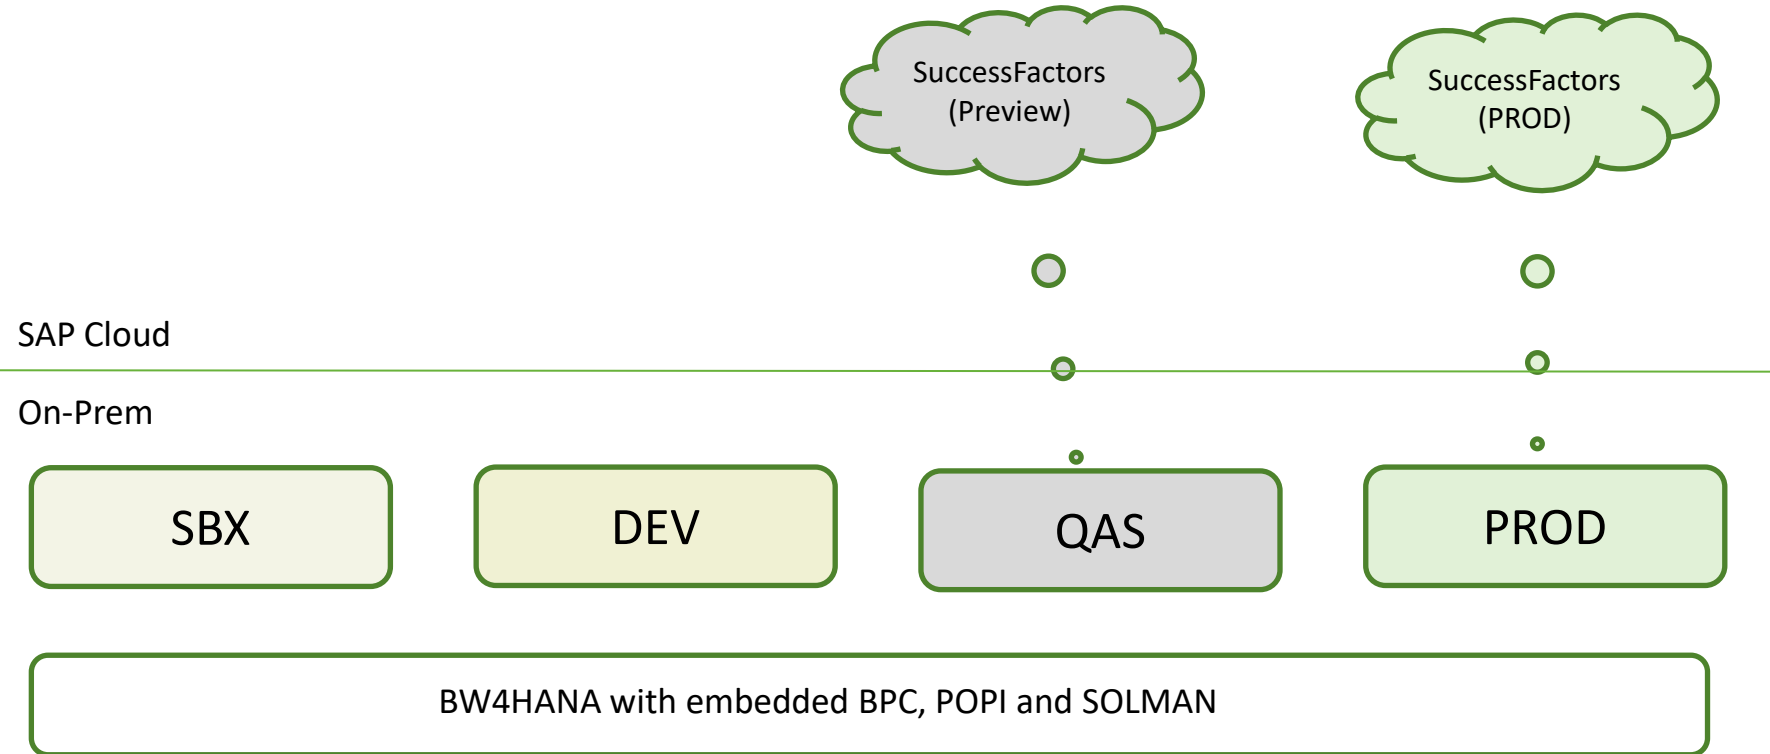 SuccessFactors
(Preview)
SuccessFactors
(PROD)
SAP Cloud
On-Prem
SBX
DEV
QAS
PROD
BW4HANA with embedded BPC, POPI and SOLMAN